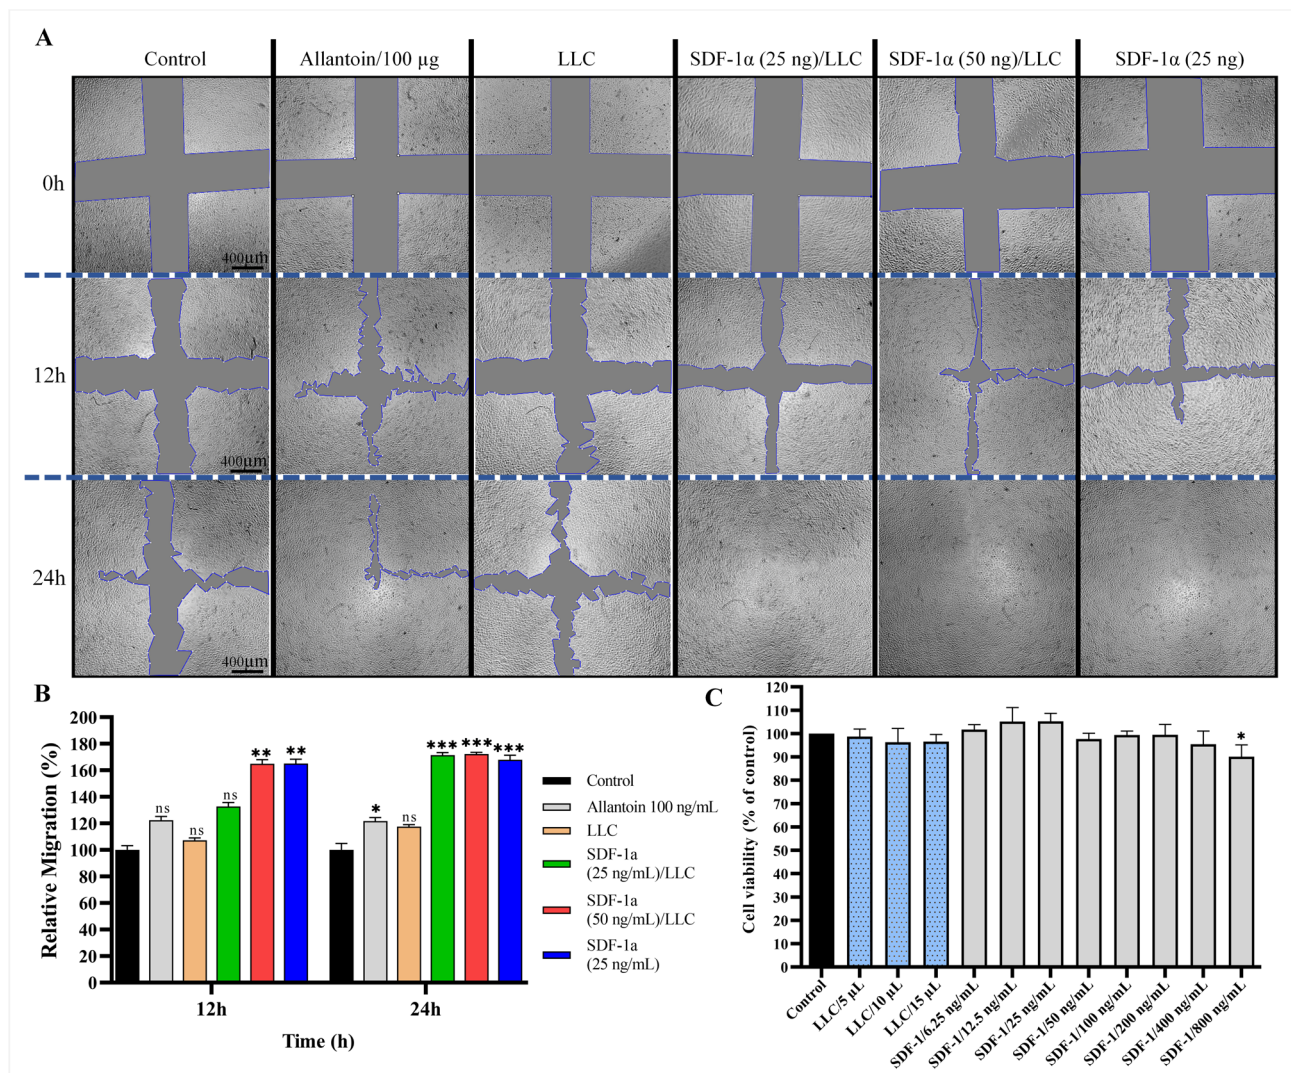 A
Control
Allantoin/100 µg
LLC
SDF-1α (25 ng)/LLC
SDF-1α (50 ng)/LLC
SDF-1α (25 ng)
0h
400µm
12h
400µm
24h
400µm
B
Relative Migration (%)
200
180
160
140
120
100
80
60
40
20
0
ns
ns
ns
**
**
*
ns
***
***
***
12h
24h
Time (h)
Control
Allantoin 100 ng/mL
LLC
SDF-1a
(25 ng/mL)/LLC
SDF-1a
(50 ng/mL)/LLC
SDF-1a
(25 ng/mL)
C
Cell viability (% of control)
120
110
100
90
80
70
60
50
40
30
20
10
0
*
Control
LLC/5 µL
LLC/10 µL
LLC/15 µL
SDF-1/6.25 ng/mL
SDF-1/12.5 ng/mL
SDF-1/25 ng/mL
SDF-1/50 ng/mL
SDF-1/100 ng/mL
SDF-1/200 ng/mL
SDF-1/400 ng/mL
SDF-1/800 ng/mL